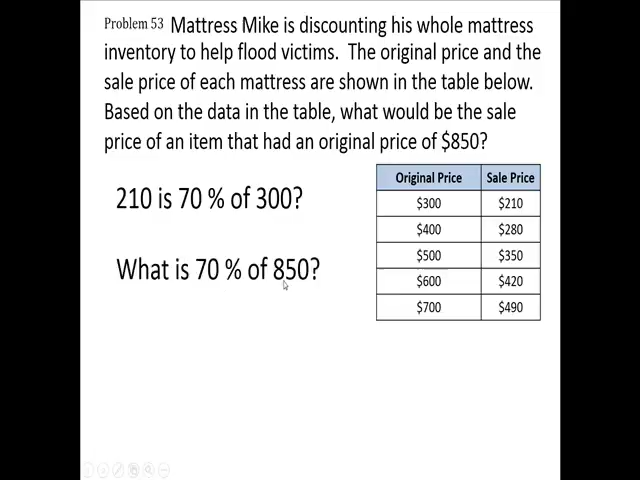 Problem 53 Mattress Mike is discounting his whole mattress
inventory to help flood victims. The original price and the
sale price of each mattress are shown in the table below.
Based on the data in the table, what would be the sale
price of an item that had an original price of $850?
210 is 70 % of 300?
What is 70 % of 850?
Original Price Sale Price
$300 $210
$400 $280
$500 $350
$600 $420
$700 $490